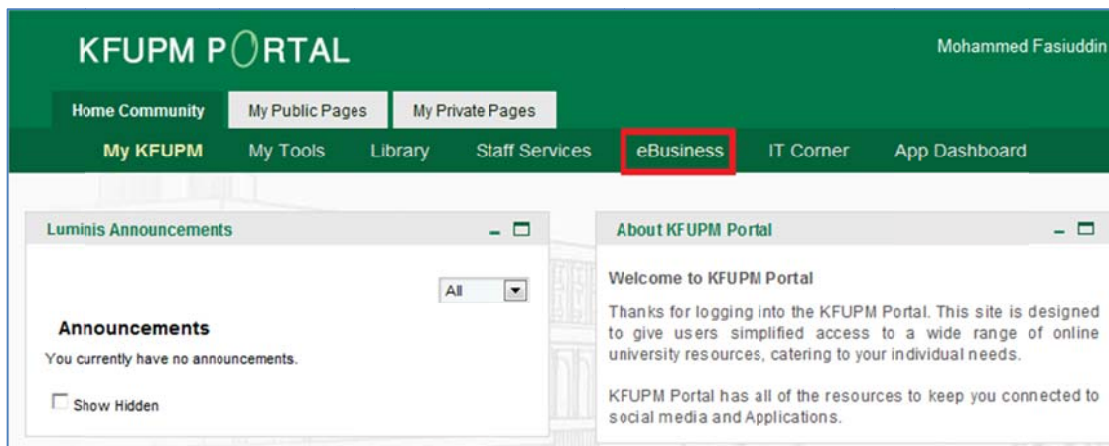 KFUPM PORTAL
Mohammed Fasiuddin
Home Community My Public Pages My Private Pages
My KFUPM My Tools Library Staff Services eBusiness IT Corner App Dashboard
Luminis Announcements
All
Announcements
You currently have no announcements.
Show Hidden
About KFUPM Portal
Welcome to KFUPM Portal
Thanks for logging into the KFUPM Portal. This site is designed
to give users simplified access to a wide range of online
university resources, catering to your individual needs.
KFUPM Portal has all of the resources to keep you connected to
social media and Applications.